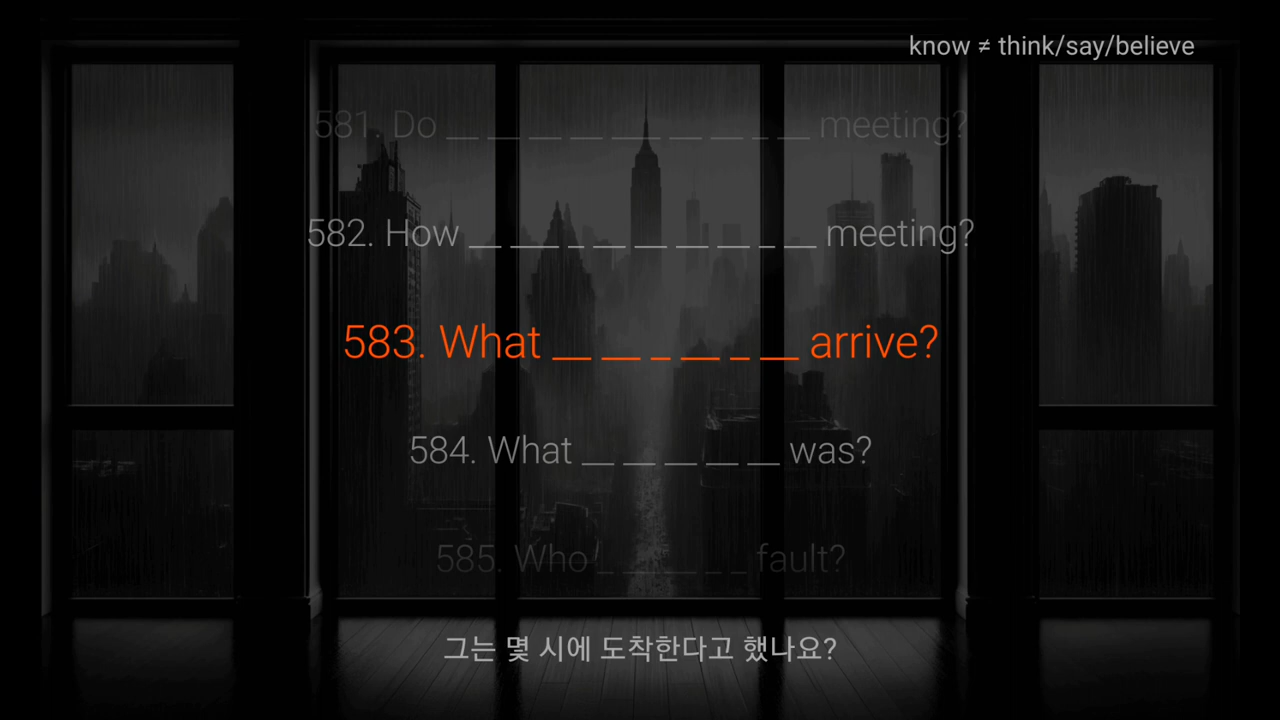 know ≠ think/say/believe
581. Do __ __ __ __ __ __ __ _ __ meeting?
582. How __ ___ _ __ __ __ __ _ __ meeting?
583. What __ __ _ __ _ __ arrive?
584. What __ __ __ __ __ was?
585. Who _ __ __ _ _ fault?
그는 몇 시에 도착한다고 했나요?